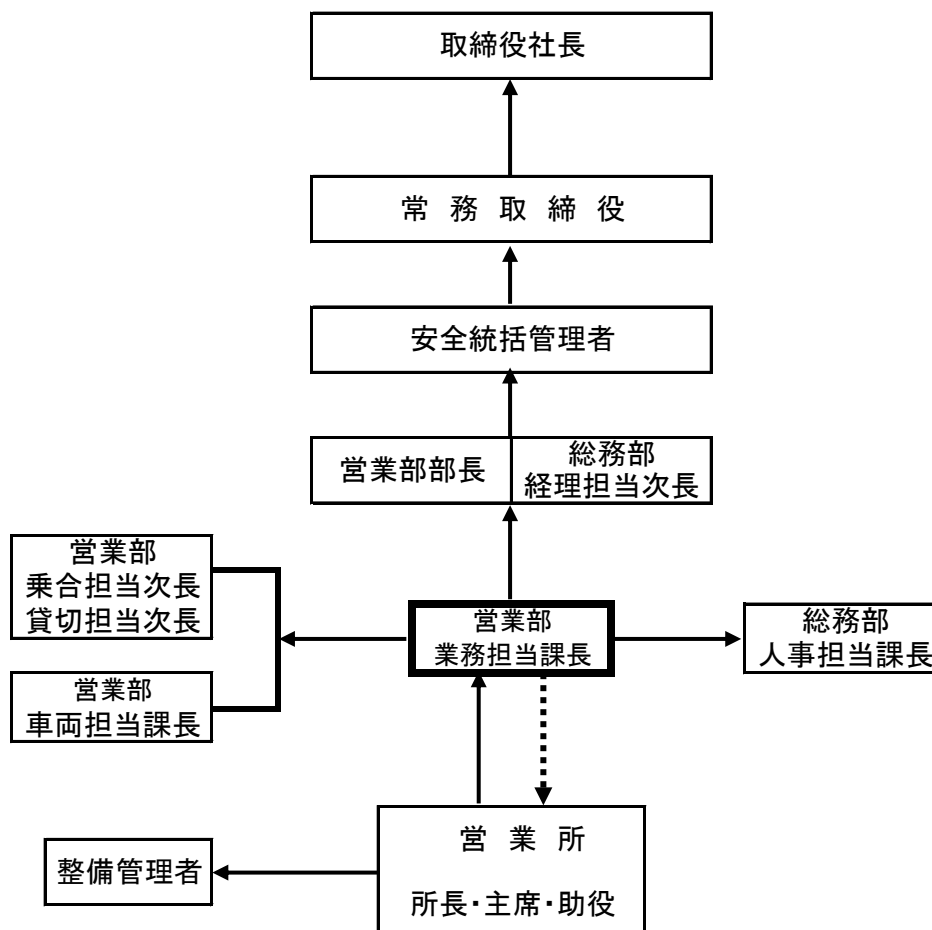 取締役社長
常務取締役
安全統括管理者
営業部部長
総務部
経理担当次長
営業部
乗合担当次長
貸切担当次長
営業部
業務担当課長
総務部
人事担当課長
営業部
車両担当課長
営業所
所長・主席・助役
整備管理者